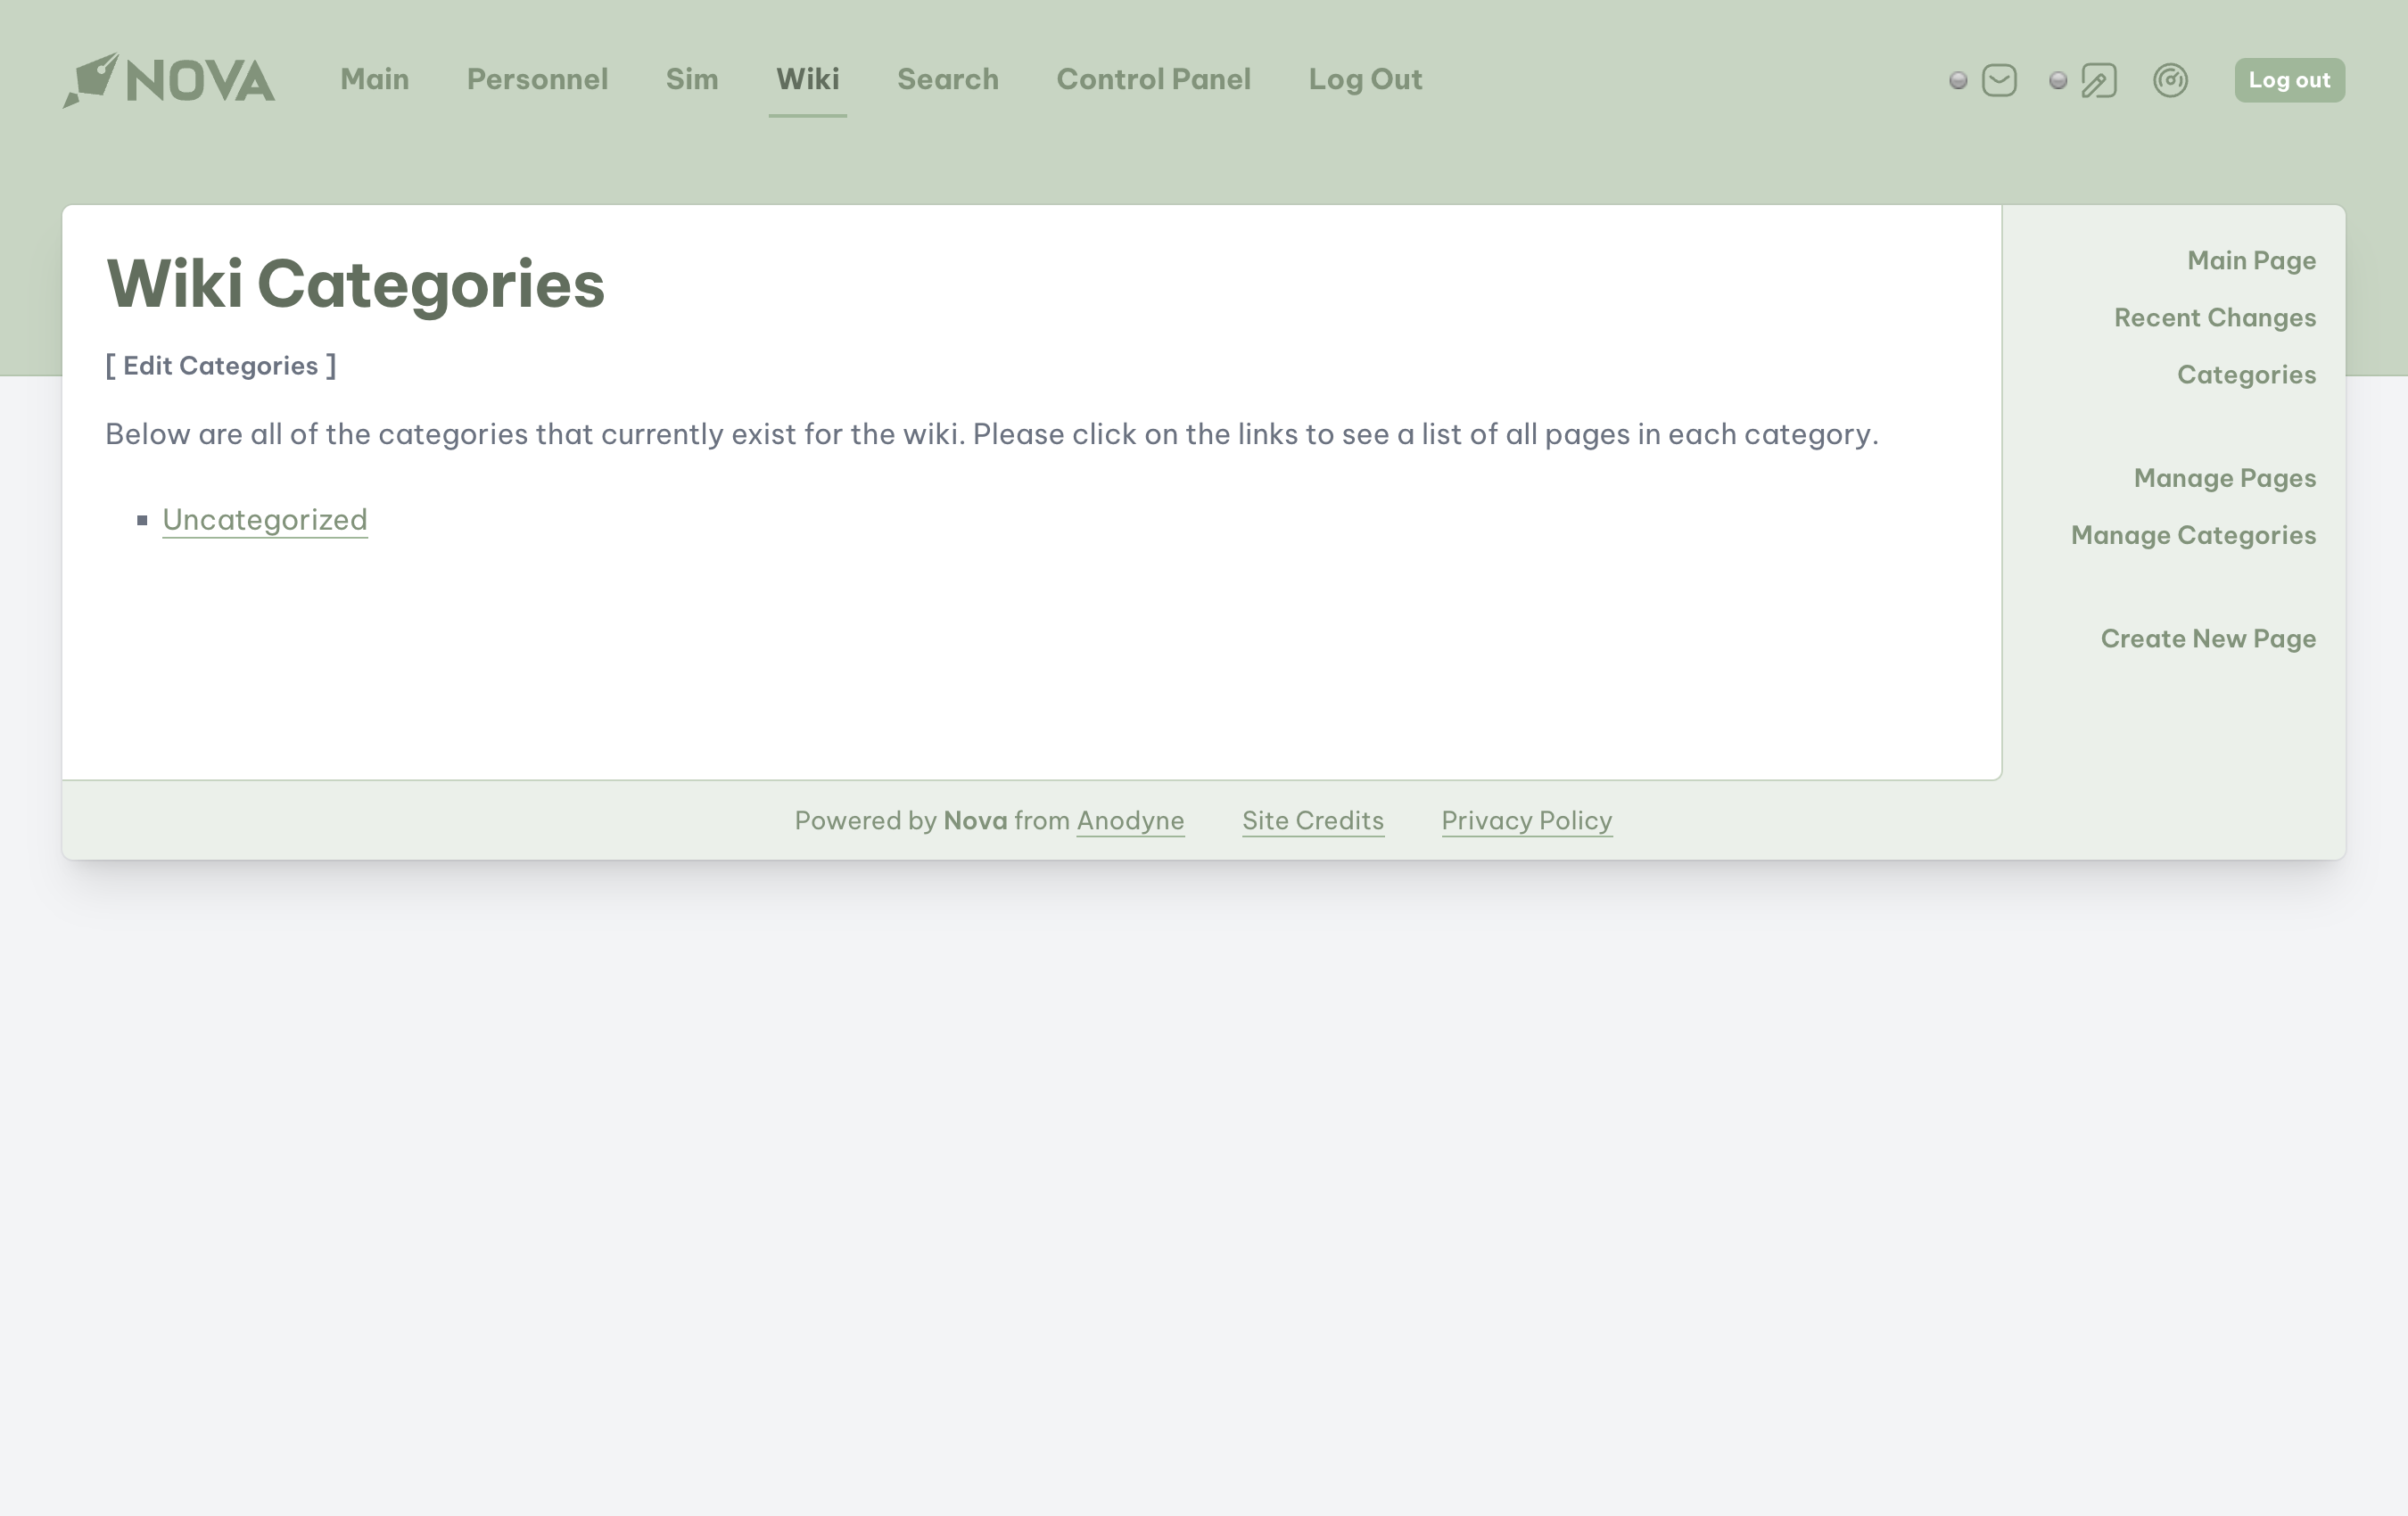 NOVA Main Personnel Sim Wiki Search Control Panel Log Out Log out
Wiki Categories
[ Edit Categories ]
Below are all of the categories that currently exist for the wiki. Please click on the links to see a list of all pages in each category.
Uncategorized
Main Page
Recent Changes
Categories
Manage Pages
Manage Categories
Create New Page
Powered by Nova from Anodyne Site Credits Privacy Policy